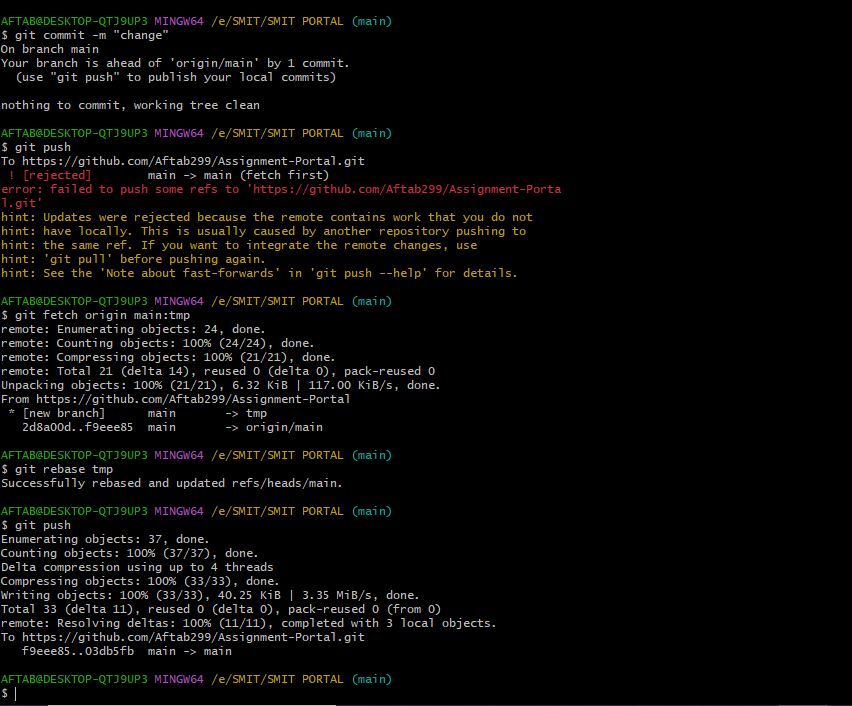 AFTAB@DESKTOP-QTJ9UP3 MINGW64 /e/SMIT/SMIT PORTAL (main)
$ git commit -m "change"
On branch main
Your branch is ahead of 'origin/main' by 1 commit.
  (use "git push" to publish your local commits)

nothing to commit, working tree clean

AFTAB@DESKTOP-QTJ9UP3 MINGW64 /e/SMIT/SMIT PORTAL (main)
$ git push
To https://github.com/Aftab299/Assignment-Portal.git
 ! [rejected]        main -> main (fetch first)
error: failed to push some refs to 'https://github.com/Aftab299/Assignment-Porta
l.git'
hint: Updates were rejected because the remote contains work that you do not
hint: have locally. This is usually caused by another repository pushing to
hint: the same ref. If you want to integrate the remote changes, use
hint: 'git pull' before pushing again.
hint: See the 'Note about fast-forwards' in 'git push --help' for details.

AFTAB@DESKTOP-QTJ9UP3 MINGW64 /e/SMIT/SMIT PORTAL (main)
$ git fetch origin main:tmp
remote: Enumerating objects: 24, done.
remote: Counting objects: 100% (24/24), done.
remote: Compressing objects: 100% (21/21), done.
remote: Total 21 (delta 14), reused 0 (delta 0), pack-reused 0
Unpacking objects: 100% (21/21), 6.32 KiB | 117.00 KiB/s, done.
From https://github.com/Aftab299/Assignment-Portal
 * [new branch]      main       -> tmp
   2d8a00d..f9eee85  main       -> origin/main

AFTAB@DESKTOP-QTJ9UP3 MINGW64 /e/SMIT/SMIT PORTAL (main)
$ git rebase tmp
Successfully rebased and updated refs/heads/main.

AFTAB@DESKTOP-QTJ9UP3 MINGW64 /e/SMIT/SMIT PORTAL (main)
$ git push
Enumerating objects: 37, done.
Counting objects: 100% (37/37), done.
Delta compression using up to 4 threads
Compressing objects: 100% (33/33), done.
Writing objects: 100% (33/33), 40.25 KiB | 3.35 MiB/s, done.
Total 33 (delta 11), reused 0 (delta 0), pack-reused 0 (from 0)
remote: Resolving deltas: 100% (11/11), completed with 3 local objects.
To https://github.com/Aftab299/Assignment-Portal.git
   f9eee85..03db5fb  main -> main

AFTAB@DESKTOP-QTJ9UP3 MINGW64 /e/SMIT/SMIT PORTAL (main)
$